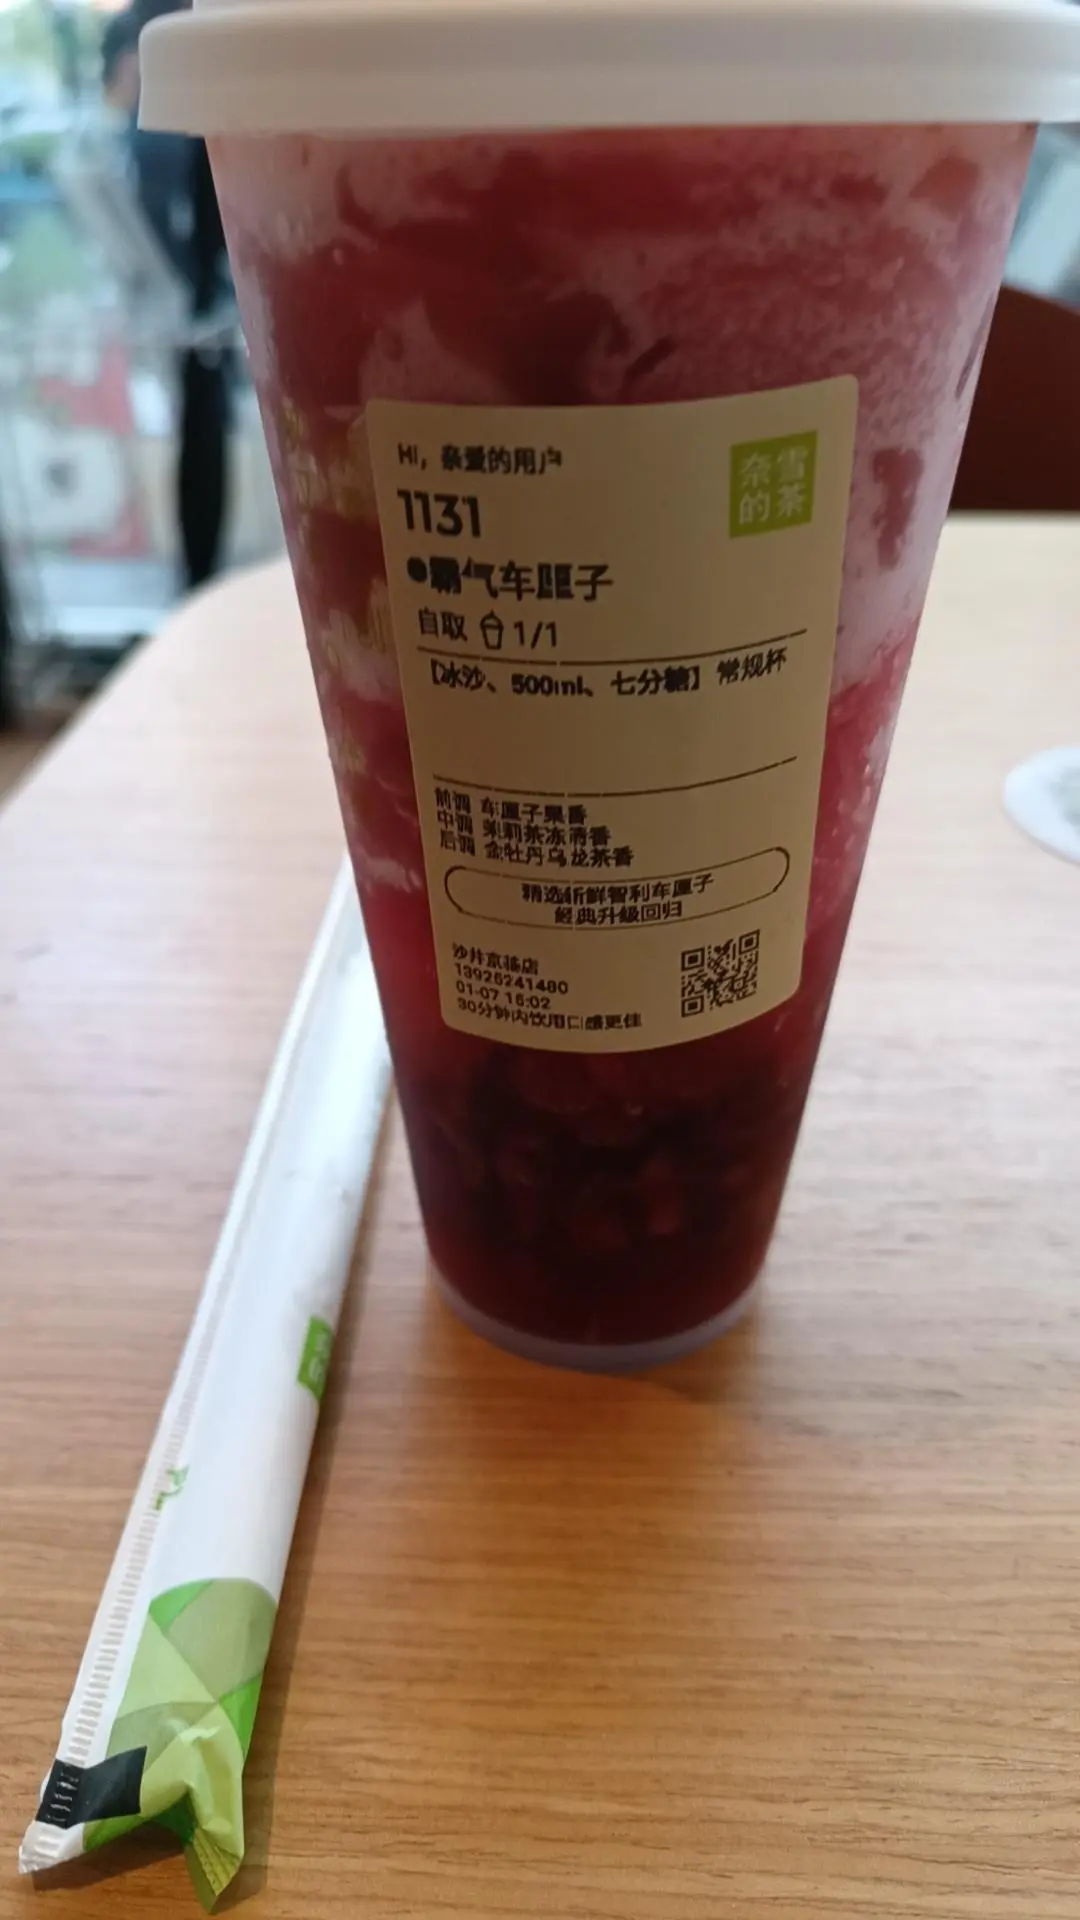 Hi，亲爱的用户
奈雪
的茶
1131
●霸气车厘子
自取 1/1
【冰沙、500ml、七分糖】常规杯
前调 车厘子果香
中调 茉莉茶冻清香
后调 金牡丹乌龙茶香
精选新鲜智利车厘子
经典升级回归
沙井京基店
13926241480
01-07 16:02
30分钟内饮用口感更佳